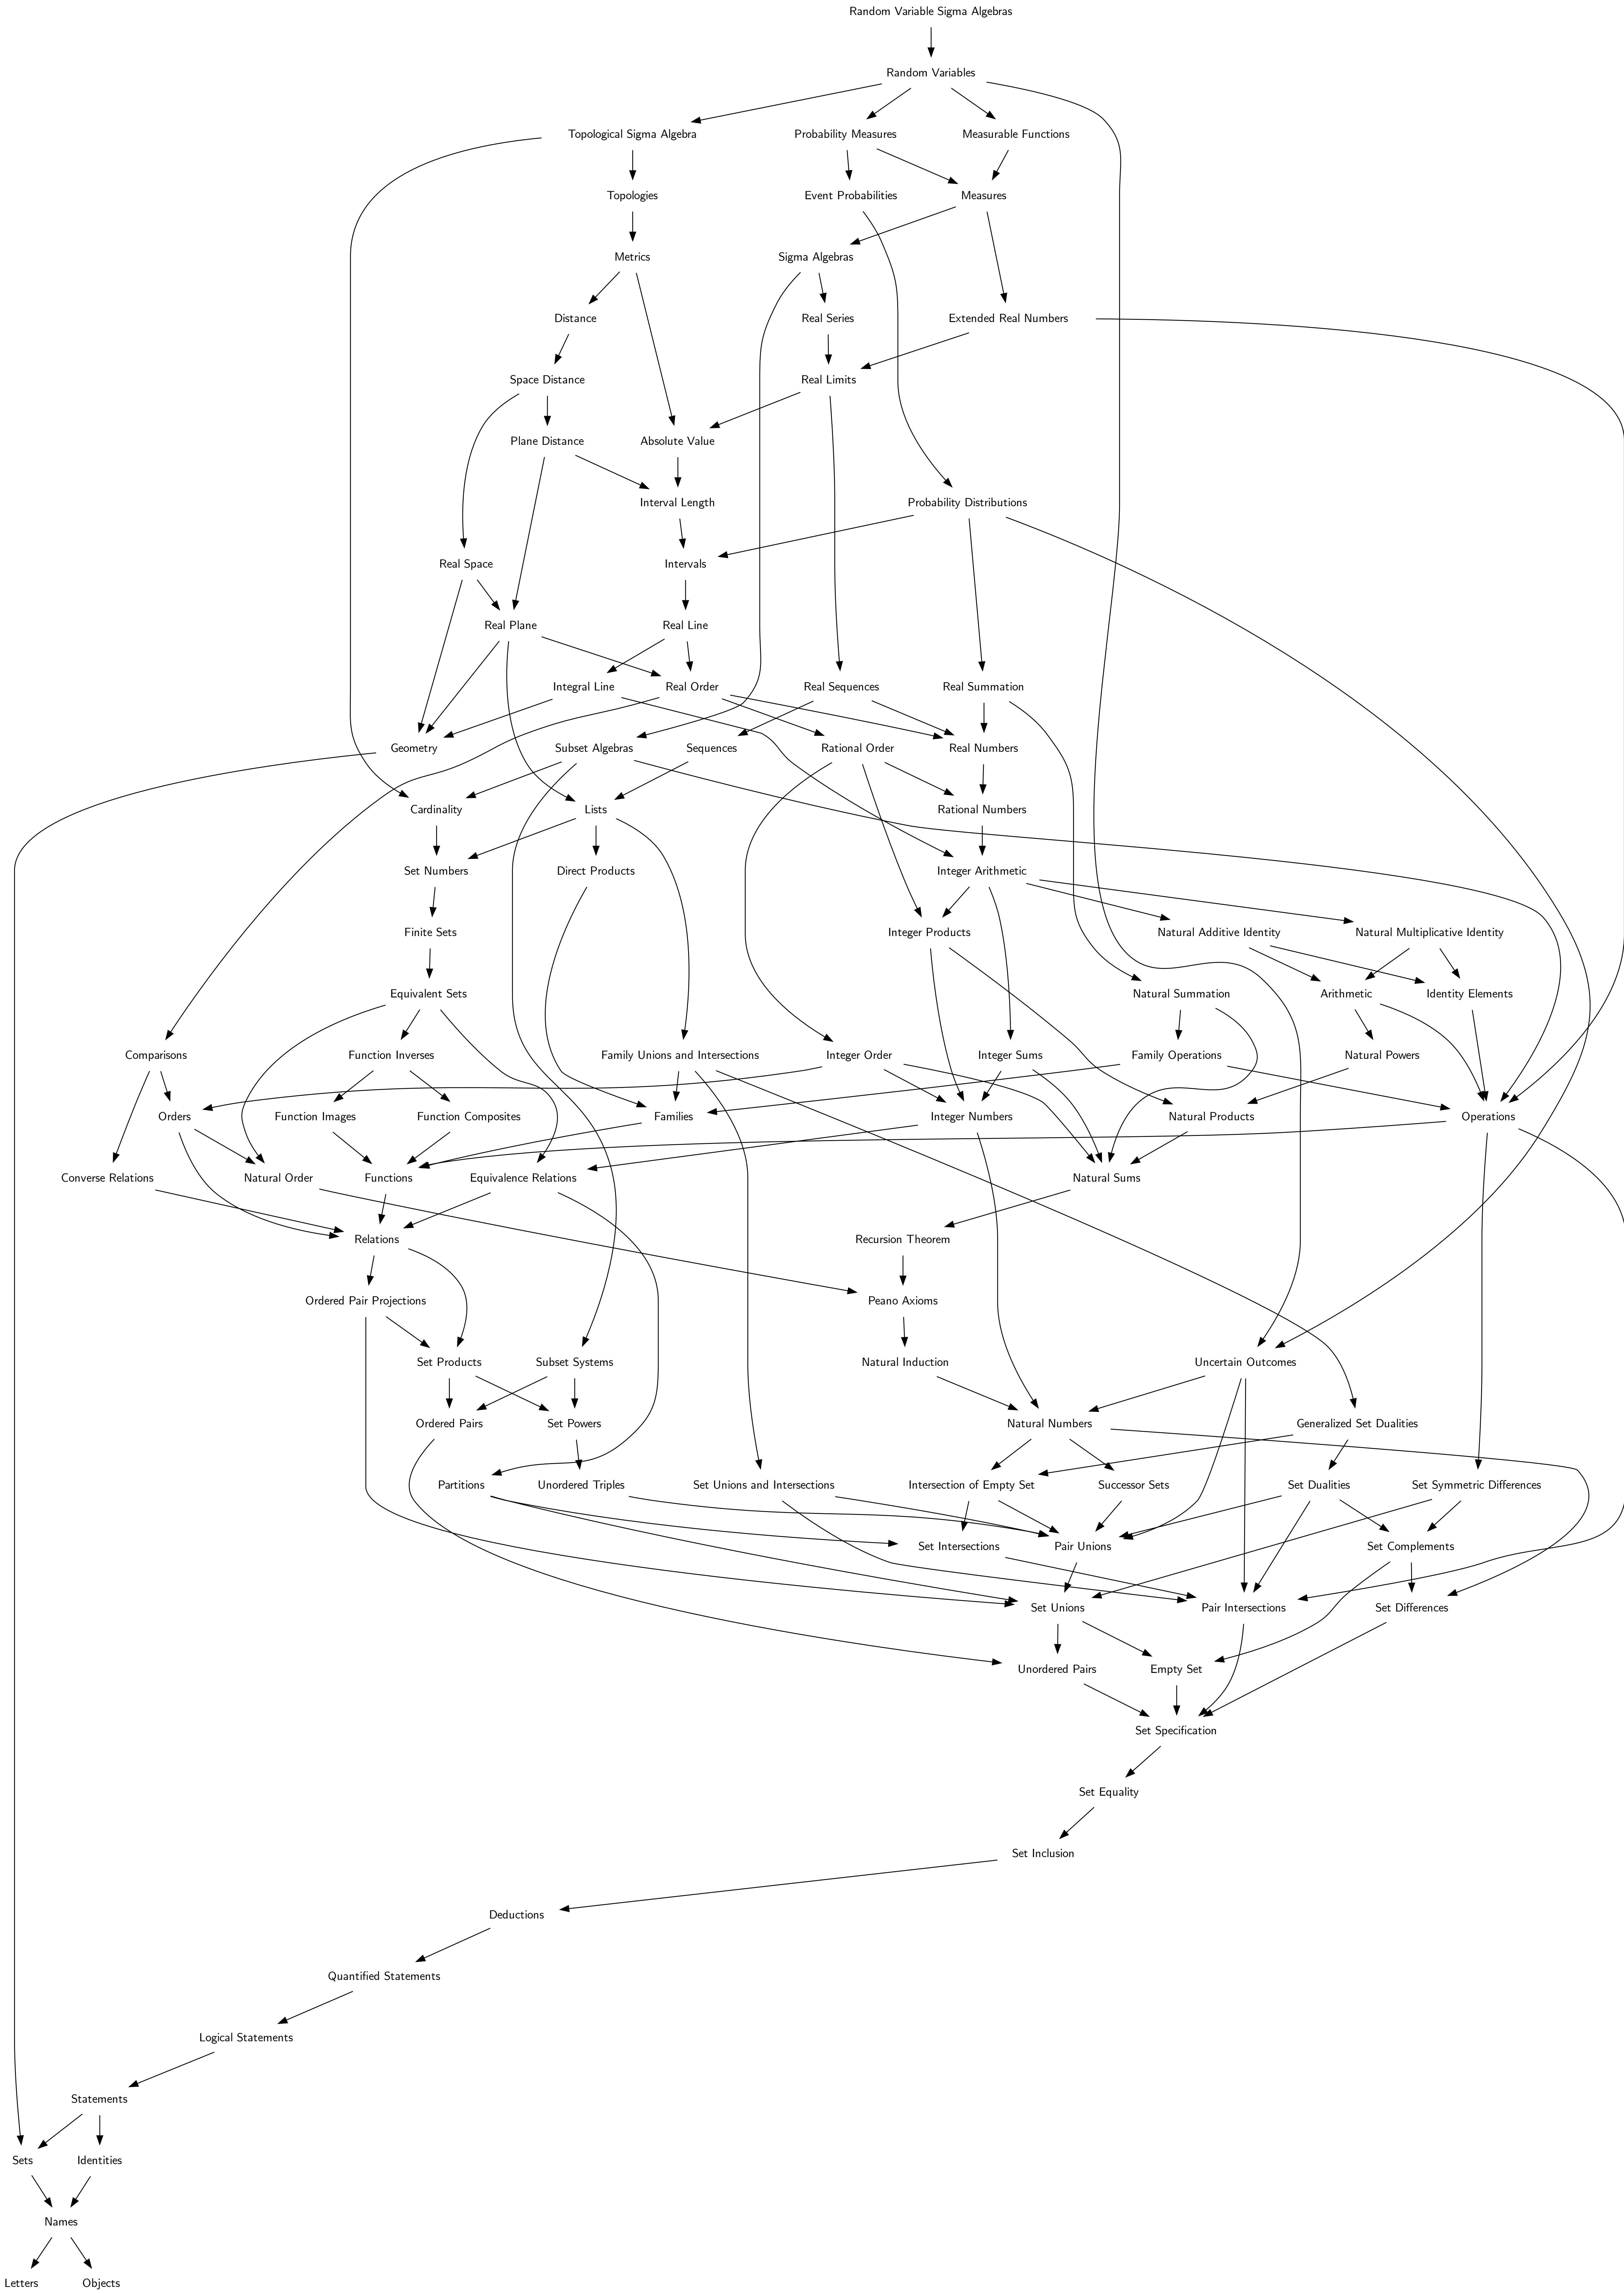 Random Variable Sigma Algebras
Random Variables
Topological Sigma Algebra
Probability Measures
Measurable Functions
Topologies
Event Probabilities
Measures
Metrics
Sigma Algebras
Distance
Real Series
Extended Real Numbers
Space Distance
Real Limits
Plane Distance
Absolute Value
Interval Length
Probability Distributions
Real Space
Intervals
Real Plane
Real Line
Integral Line
Real Order
Real Sequences
Real Summation
Geometry
Subset Algebras
Sequences
Rational Order
Real Numbers
Cardinality
Lists
Rational Numbers
Set Numbers
Direct Products
Integer Arithmetic
Finite Sets
Integer Products
Natural Additive Identity
Natural Multiplicative Identity
Equivalent Sets
Natural Summation
Arithmetic
Identity Elements
Comparisons
Function Inverses
Family Unions and Intersections
Integer Order
Integer Sums
Family Operations
Natural Powers
Orders
Function Images
Function Composites
Families
Integer Numbers
Natural Products
Operations
Converse Relations
Natural Order
Functions
Equivalence Relations
Natural Sums
Relations
Recursion Theorem
Ordered Pair Projections
Peano Axioms
Set Products
Subset Systems
Natural Induction
Uncertain Outcomes
Ordered Pairs
Set Powers
Natural Numbers
Generalized Set Dualities
Partitions
Unordered Triples
Set Unions and Intersections
Intersection of Empty Set
Successor Sets
Set Dualities
Set Symmetric Differences
Set Intersections
Pair Unions
Set Complements
Set Unions
Pair Intersections
Set Differences
Unordered Pairs
Empty Set
Set Specification
Set Equality
Set Inclusion
Deductions
Quantified Statements
Logical Statements
Statements
Sets
Identities
Names
Letters
Objects